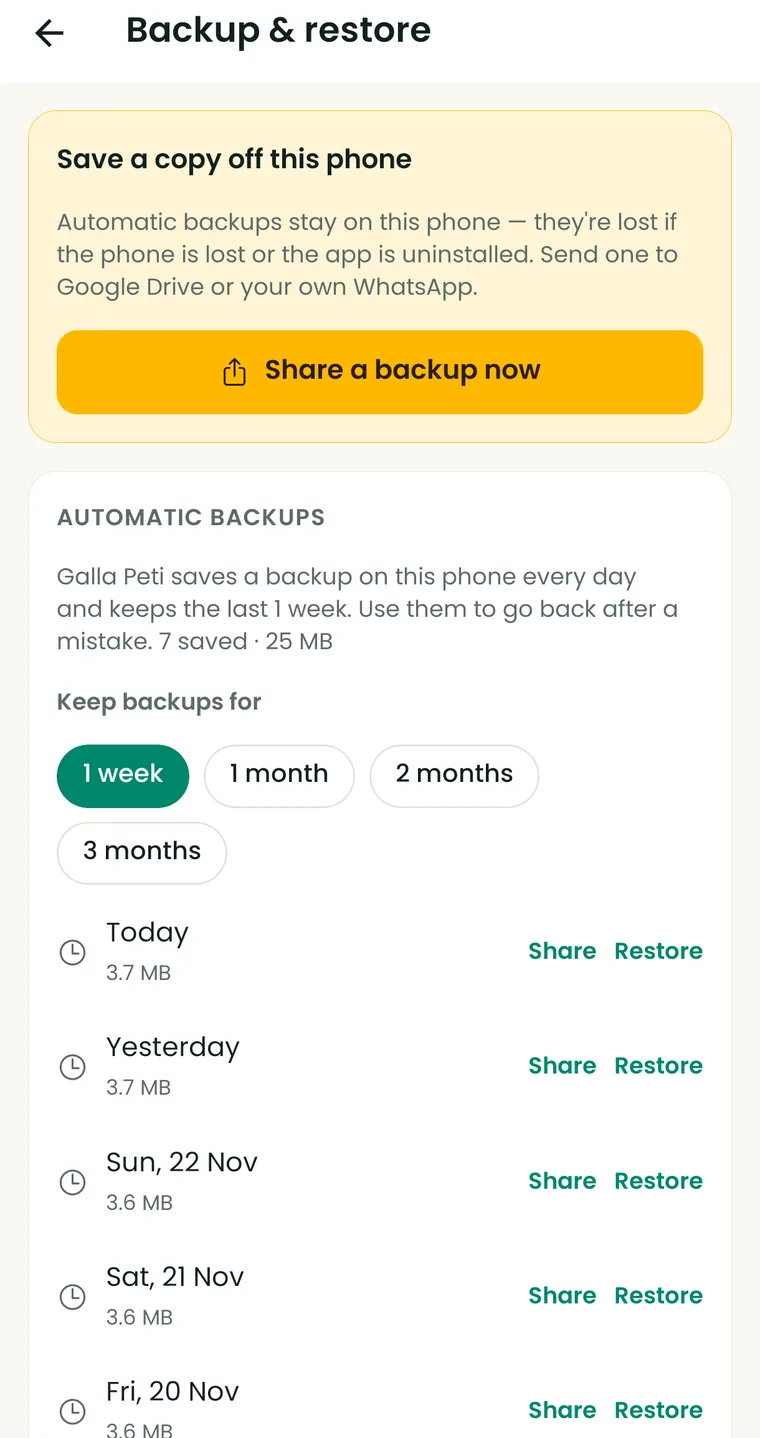 Backup & restore
Save a copy off this phone
Automatic backups stay on this phone — they're lost if
the phone is lost or the app is uninstalled. Send one to
Google Drive or your own WhatsApp.
Share a backup now
AUTOMATIC BACKUPS
Galla Peti saves a backup on this phone every day
and keeps the last 1 week. Use them to go back after a
mistake. 7 saved · 25 MB
Keep backups for
1 week 1 month 2 months
3 months
Today
3.7 MB
Share Restore
Yesterday
3.7 MB
Share Restore
Sun, 22 Nov
3.6 MB
Share Restore
Sat, 21 Nov
3.6 MB
Share Restore
Fri, 20 Nov
3.6 MB
Share Restore